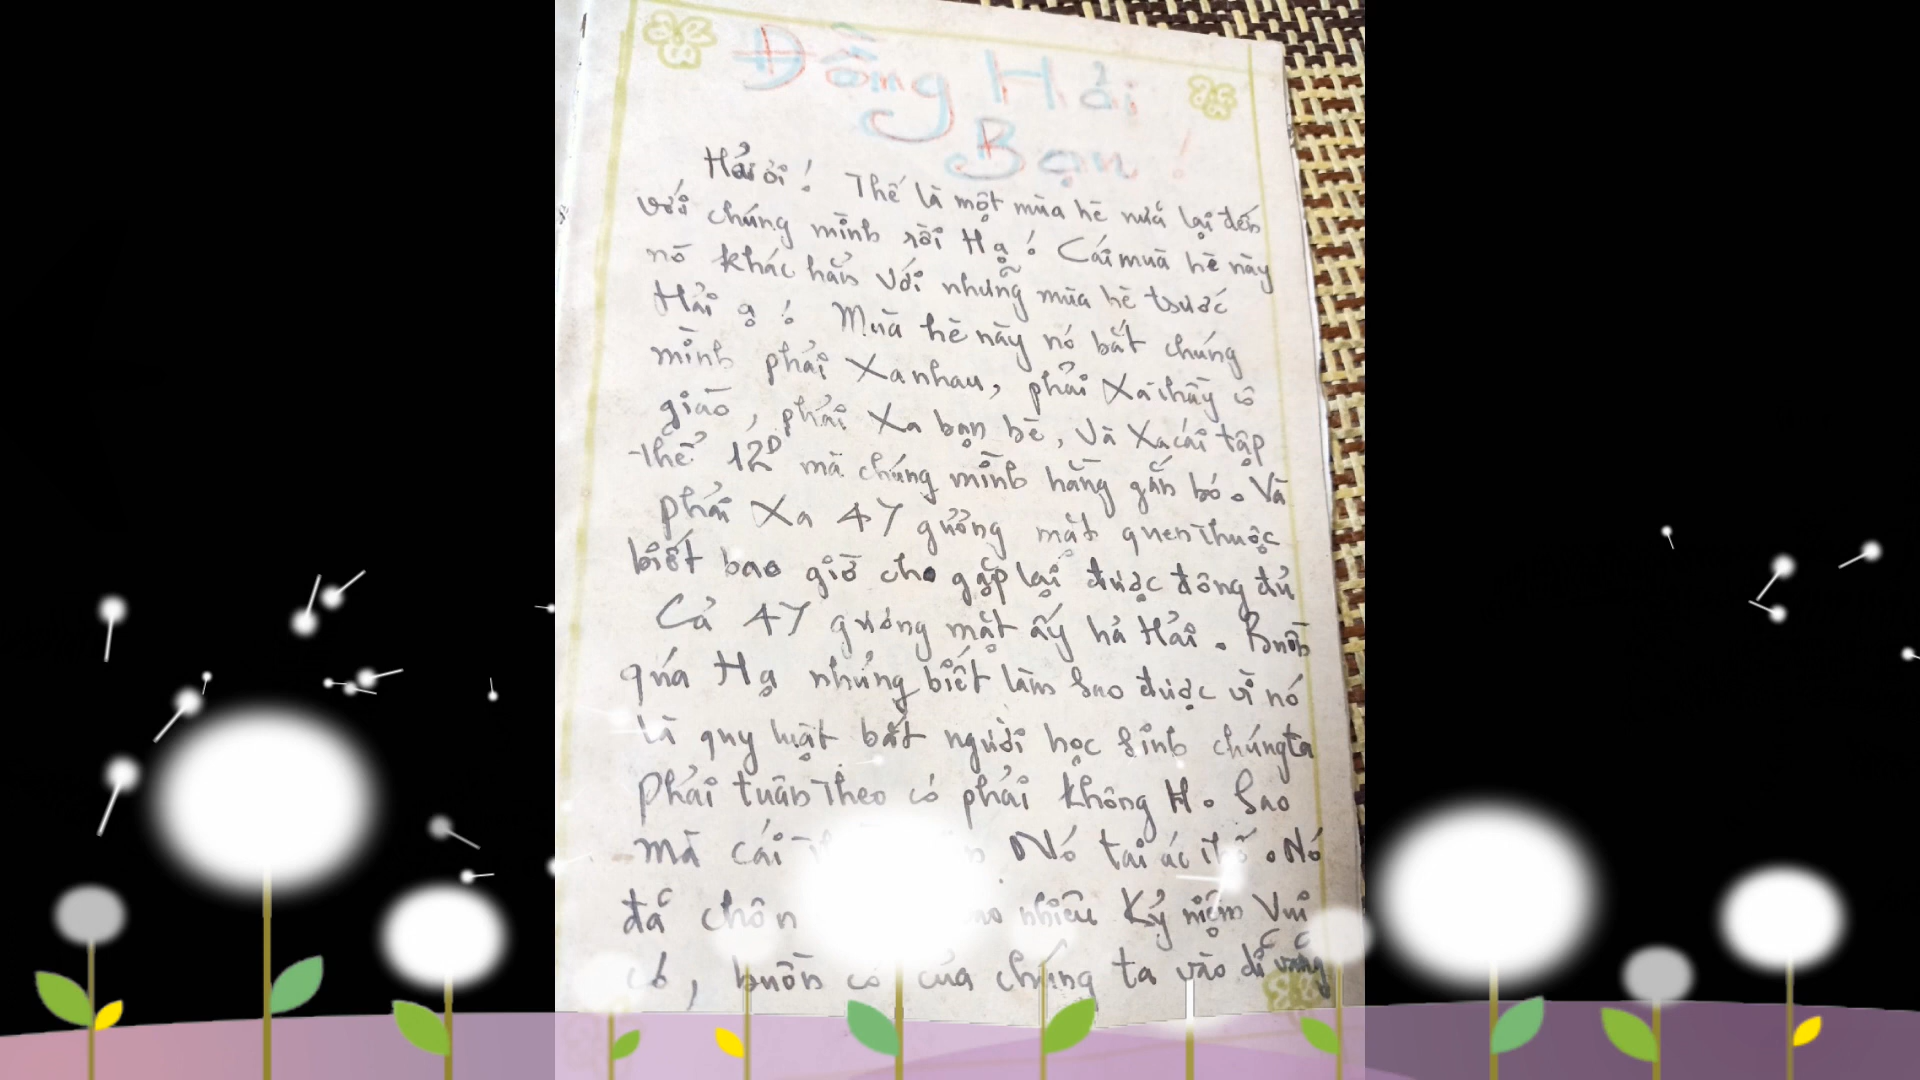 Đồng Hải
Bạn !
Hải ơi ! Thế là một mùa hè nữa lại đến
với chúng mình rồi Hạ ! Cái mùa hè này
nó khác hẳn với những mùa hè trước
Hải ạ ! Mùa hè này nó bắt chúng
mình phải xa nhau, phải xa thầy cô
giáo, phải xa bạn bè, và xa cái tập
thể 12D mà chúng mình hằng gắn bó. Và
phải xa 47 gưởng mặt quen thuộc
biết bao giờ cho gặp lại được đông đủ
Cả 47 gương mặt ấy hả Hải. Buồn
quá Hạ nhưng biết làm sao được vì nó
là quy luật bắt người học sinh chúng ta
phải tuân theo có phải không H. Sao
mà cái Nó tai ác thế. Nó
đã chôn nhiêu kỷ niệm vui
có, buồn có của chúng ta vào dĩ vãng